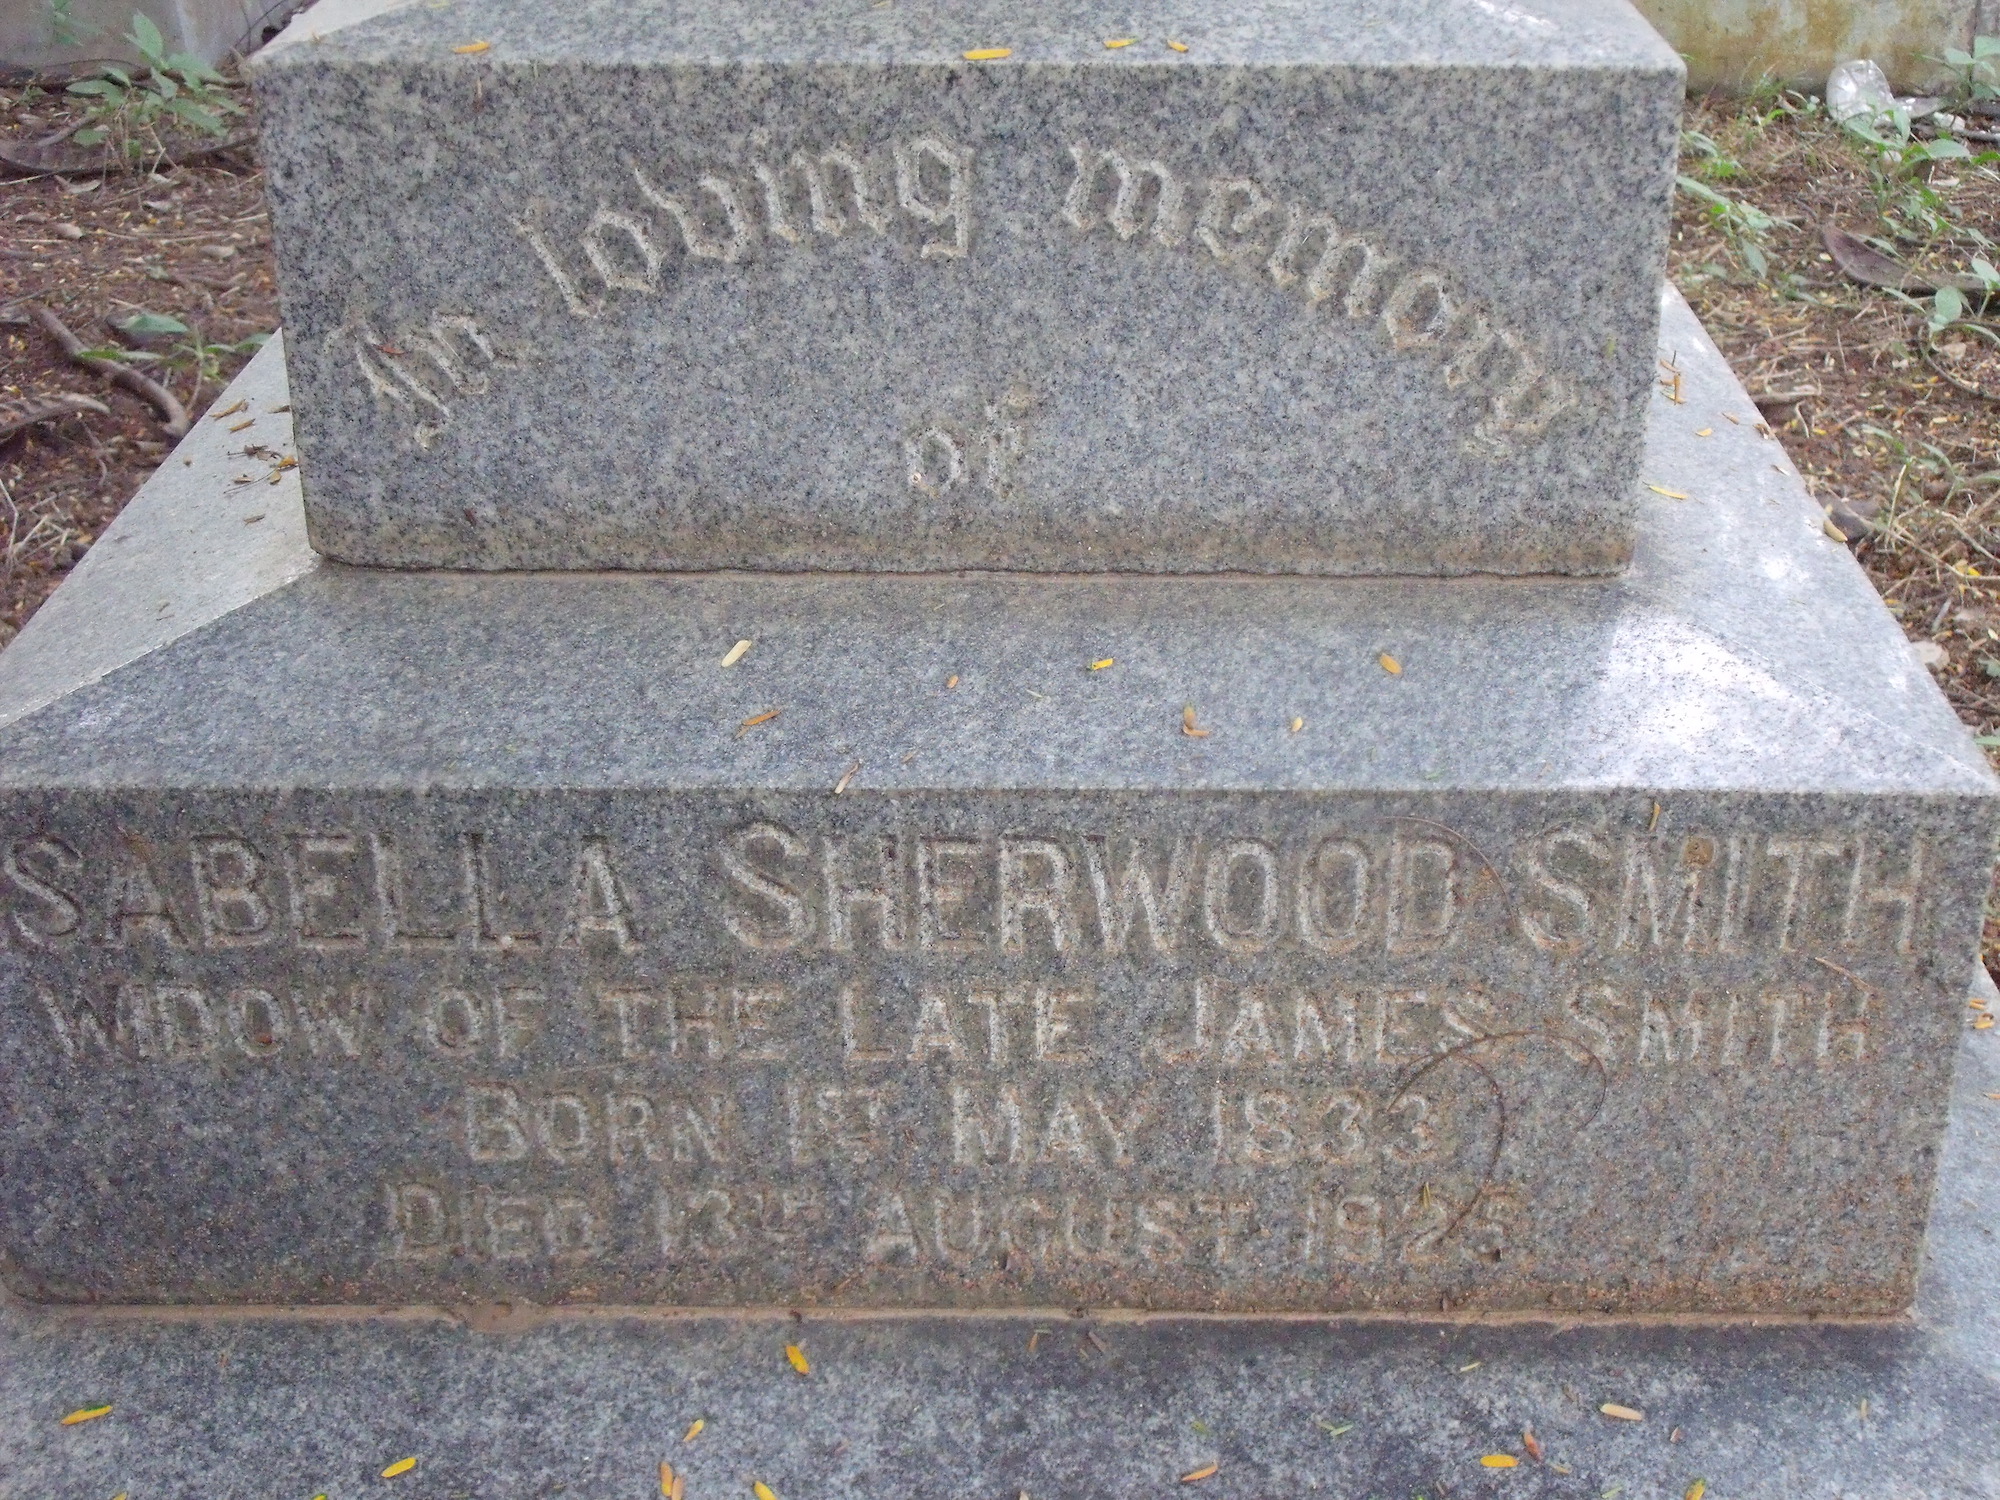 In loving memory
of
ISABELLA SHERWOOD SMITH
WIDOW OF THE LATE JAMES SMITH
BORN 1ST MAY 1833
DIED 13TH AUGUST 1925